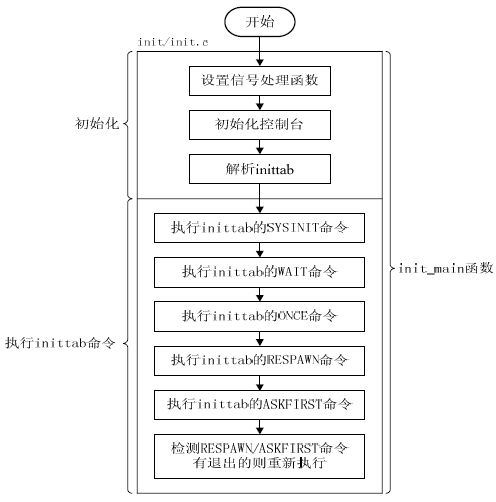 开始
init/init.c
设置信号处理函数
初始化控制台
初始化
解析inittab
执行inittab的SYSINIT命令
执行inittab的WAIT命令
init_main函数
执行inittab的ONCE命令
执行inittab命令
执行inittab的RESPAWN命令
执行inittab的ASKFIRST命令
检测RESPAWN/ASKFIRST命令
有退出的则重新执行